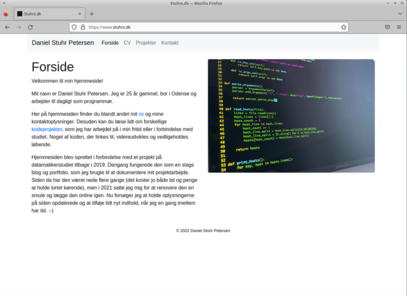 Stuhrs.dk — Mozilla Firefox
Stuhrs.dk
https://www.stuhrs.dk
Daniel Stuhr Petersen Forside CV Projekter Kontakt
Forside
Velkommen til min hjemmeside!
Mit navn er Daniel Stuhr Petersen. Jeg er 25 år gammel, bor i Odense og
arbejder til dagligt som programmør.
Her på hjemmesiden finder du blandt andet mit cv og mine
kontaktoplysninger. Desuden kan du læse lidt om forskellige
kodeprojekter, som jeg har arbejdet på i min fritid eller i forbindelse med
studiet. Noget af koden, der linkes til, videreudvikles og vedligeholdes
løbende.
Hjemmesiden blev oprettet i forbindelse med et projekt på
datamatikerstudiet tilbage i 2019. Dengang fungerede den som en slags
blog og portfolio, som jeg brugte til at dokumentere mit projektarbejde.
Siden da har den været nede flere gange (det koster jo både tid og penge
at holde lortet kørende), men i 2021 satte jeg mig for at renovere den en
smule og lægge den online igen. Nu forsøger jeg at holde oplysningerne
på siden opdaterede og at tilføje lidt nyt indhold, når jeg en gang imellem
har tid. :-)
return hosts
© 2022 Daniel Stuhr Petersen